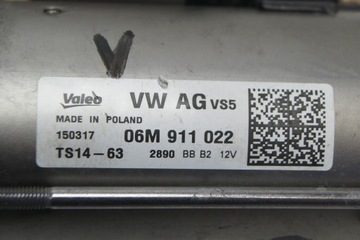 V
Valeo VW AG VS5
MADE IN POLAND
150317 06M 911 022
TS14-63 2890 BB B2 12V